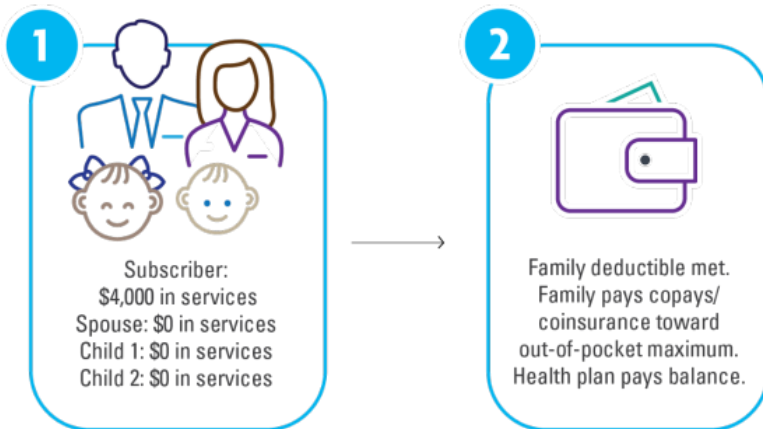 1
Subscriber:
$4,000 in services
Spouse: $0 in services
Child 1: $0 in services
Child 2: $0 in services
2
Family deductible met.
Family pays copays/
coinsurance toward
out-of-pocket maximum.
Health plan pays balance.